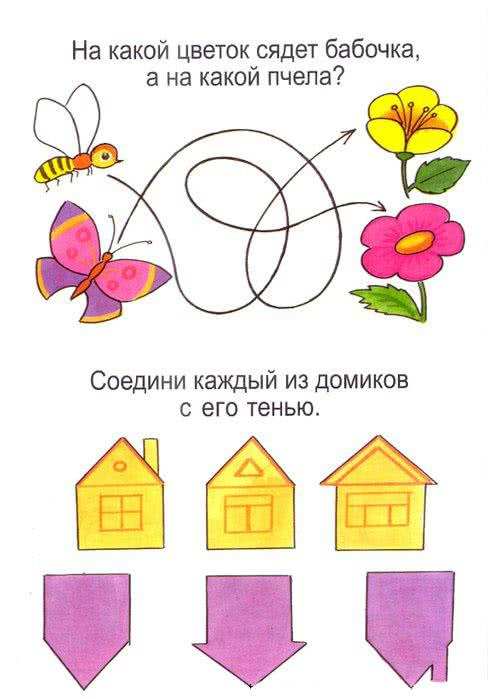 На какой цветок сядет бабочка,
а на какой пчела?
Соедини каждый из домиков
с его тенью.